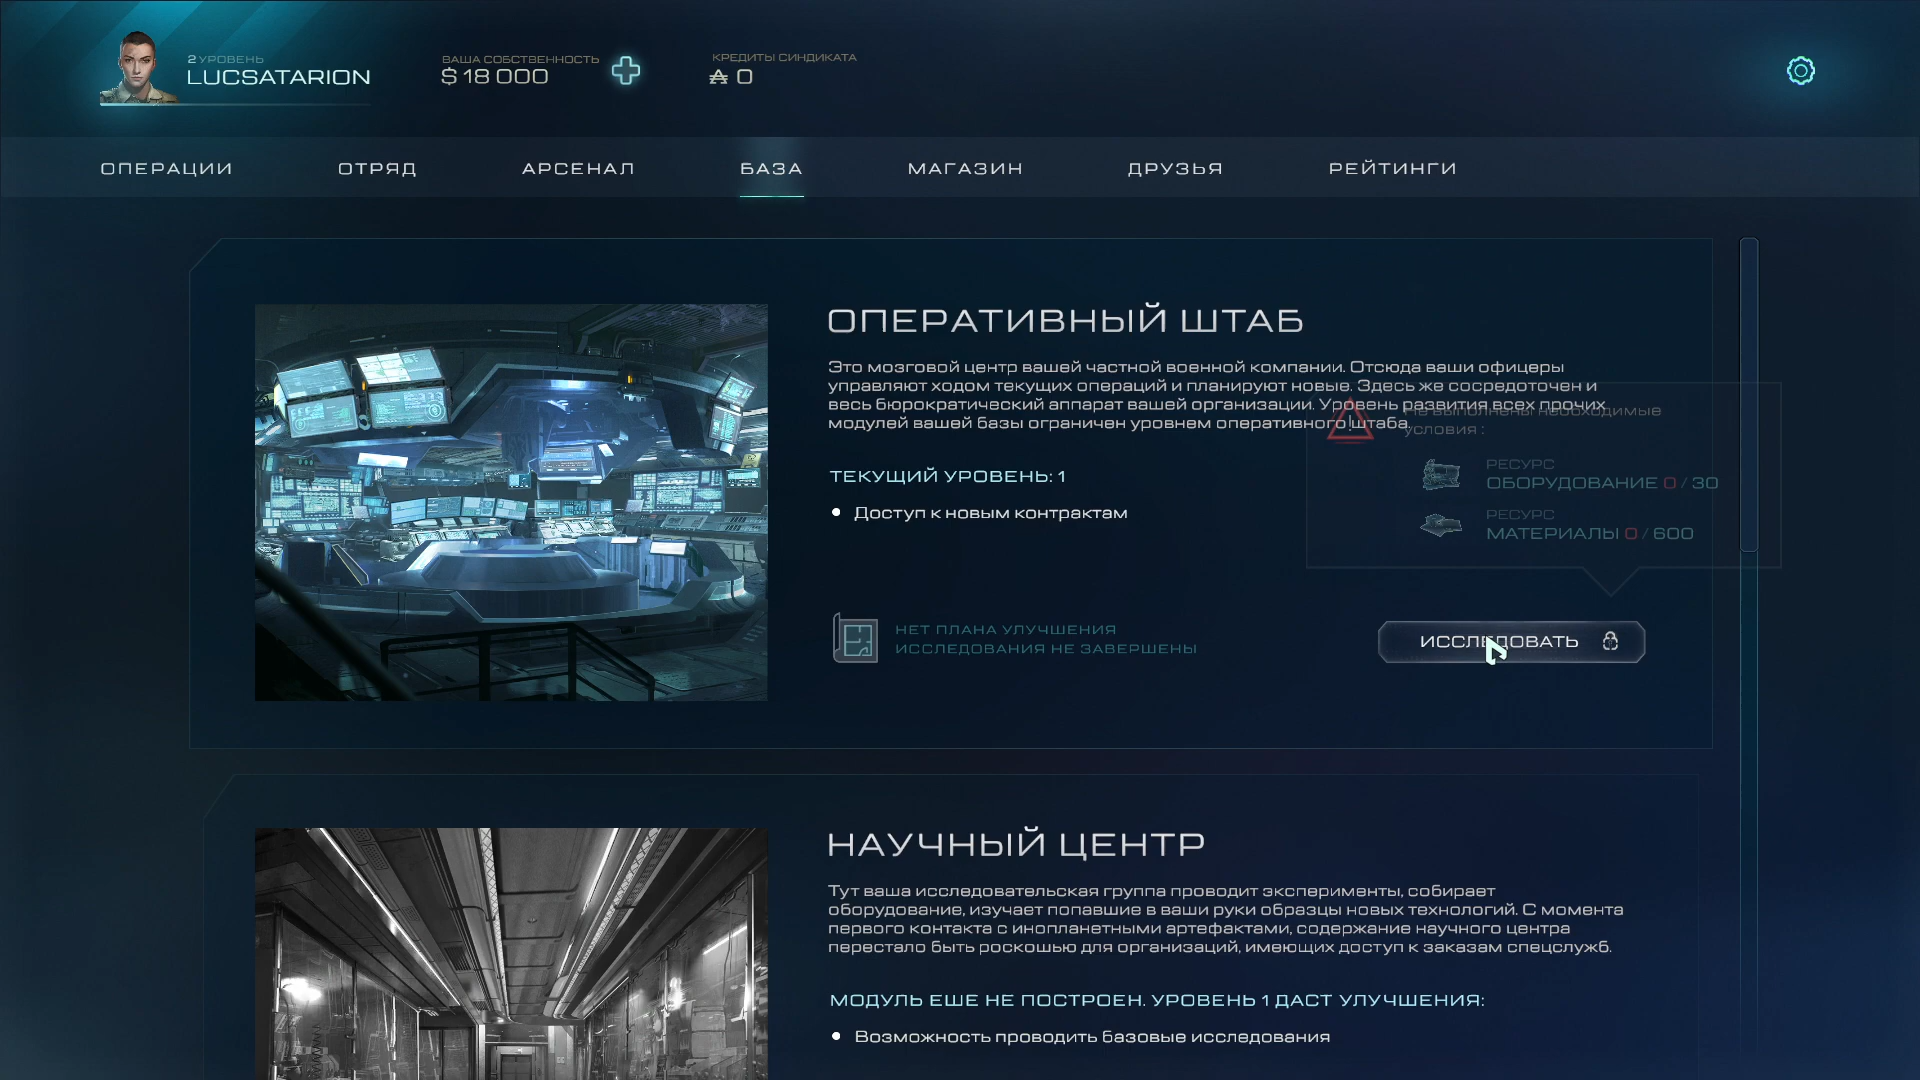 2 УРОВЕНЬ
LUCSATARION
ВАША СОБСТВЕННОСТЬ
$ 18 000
КРЕДИТЫ СИНДИКАТА
0
ОПЕРАЦИИ
ОТРЯД
АРСЕНАЛ
БАЗА
МАГАЗИН
ДРУЗЬЯ
РЕЙТИНГИ
ОПЕРАТИВНЫЙ ШТАБ
Это мозговой центр вашей частной военной компании. Отсюда ваши офицеры
управляют ходом текущих операций и планируют новые. Здесь же сосредоточен и
весь бюрократический аппарат вашей организации. Уровень развития всех прочих
модулей вашей базы ограничен уровнем оперативного штаба.
Не выполнены необходимые
условия :
РЕСУРС
ОБОРУДОВАНИЕ 0 / 30
РЕСУРС
МАТЕРИАЛЫ 0 / 600
ТЕКУЩИЙ УРОВЕНЬ: 1
• Доступ к новым контрактам
НЕТ ПЛАНА УЛУЧШЕНИЯ
ИССЛЕДОВАНИЯ НЕ ЗАВЕРШЕНЫ
ИССЛЕДОВАТЬ
НАУЧНЫЙ ЦЕНТР
Тут ваша исследовательская группа проводит эксперименты, собирает
оборудование, изучает попавшие в ваши руки образцы новых технологий. С момента
первого контакта с инопланетными артефактами, содержание научного центра
перестало быть роскошью для организаций, имеющих доступ к заказам спецслужб.
МОДУЛЬ ЕШЕ НЕ ПОСТРОЕН. УРОВЕНЬ 1 ДАСТ УЛУЧШЕНИЯ:
• Возможность проводить базовые исследования